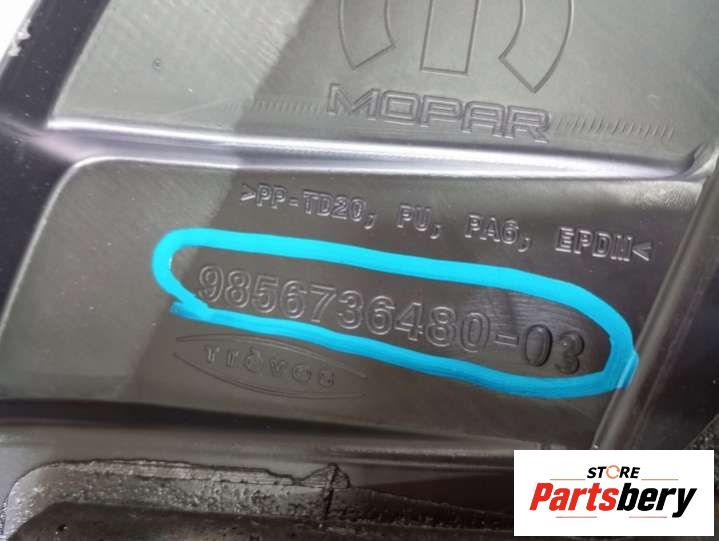 MOPAR
>PP-TD20, PU, PA6, EPDM<
9856736480-03
STORE
Partsbery